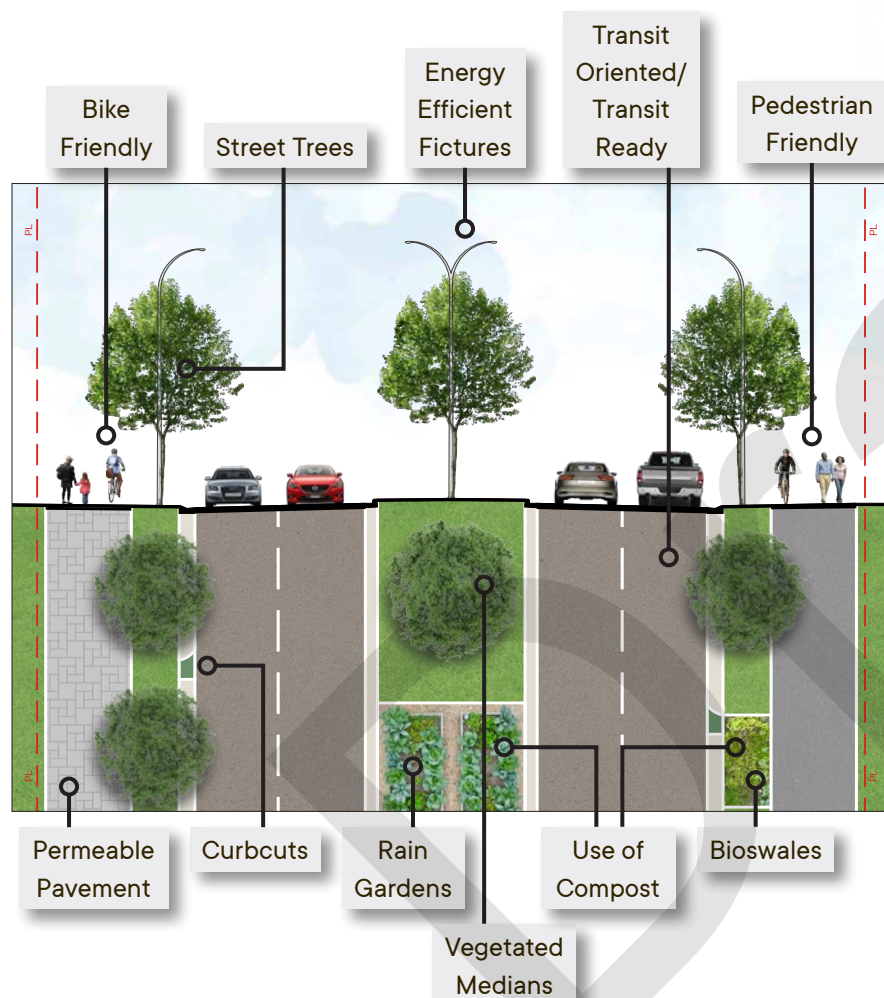 Transit
Oriented/
Transit
Ready
Energy
Efficient
Fictures
Bike
Friendly
Street Trees
Pedestrian
Friendly
PL
PL
PL
PL
Permeable
Pavement
Curbcuts
Rain
Gardens
Use of
Compost
Bioswales
Vegetated
Medians